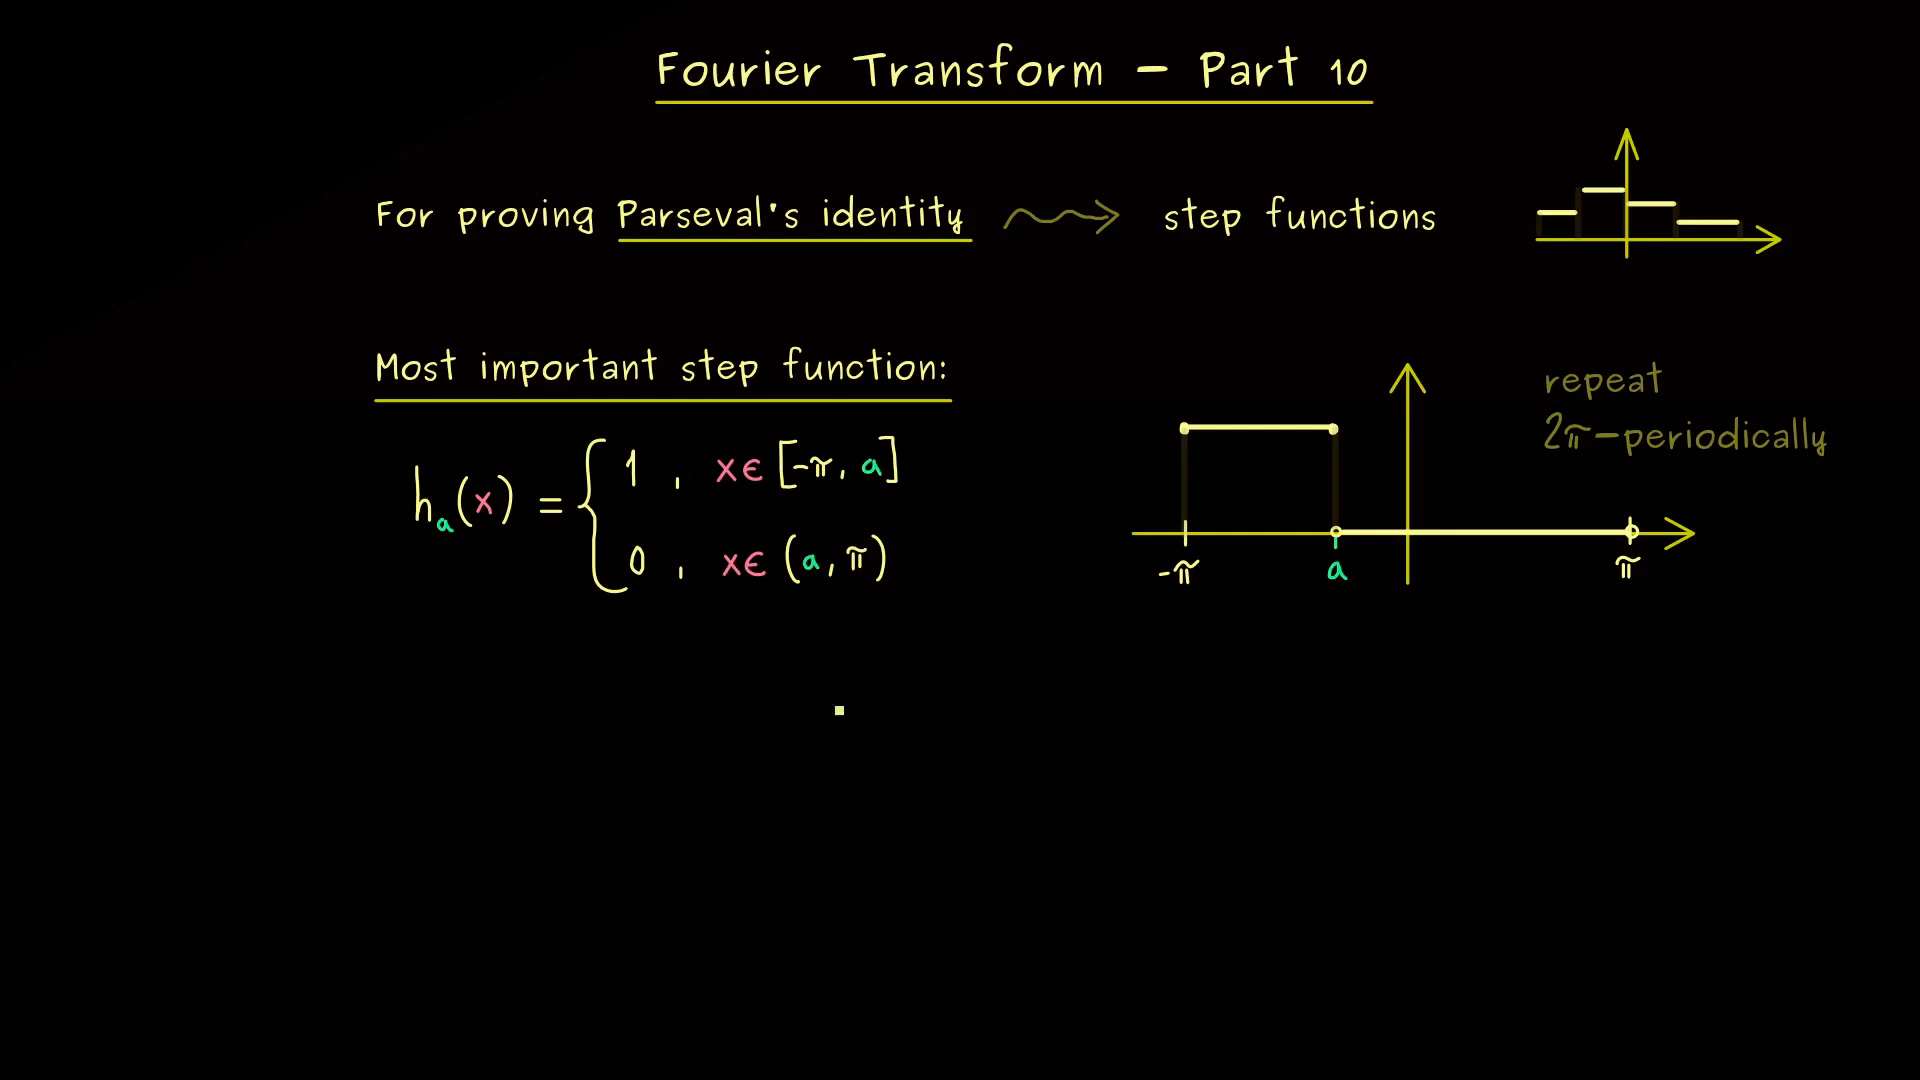 Fourier Transform – Part 10
For proving Parseval's identity ⇝ step functions
Most important step function:
repeat
2π-periodically
hₐ(x) = { 1 , x∈ [-π, a]
0 , x∈ (a, π)
-π a π